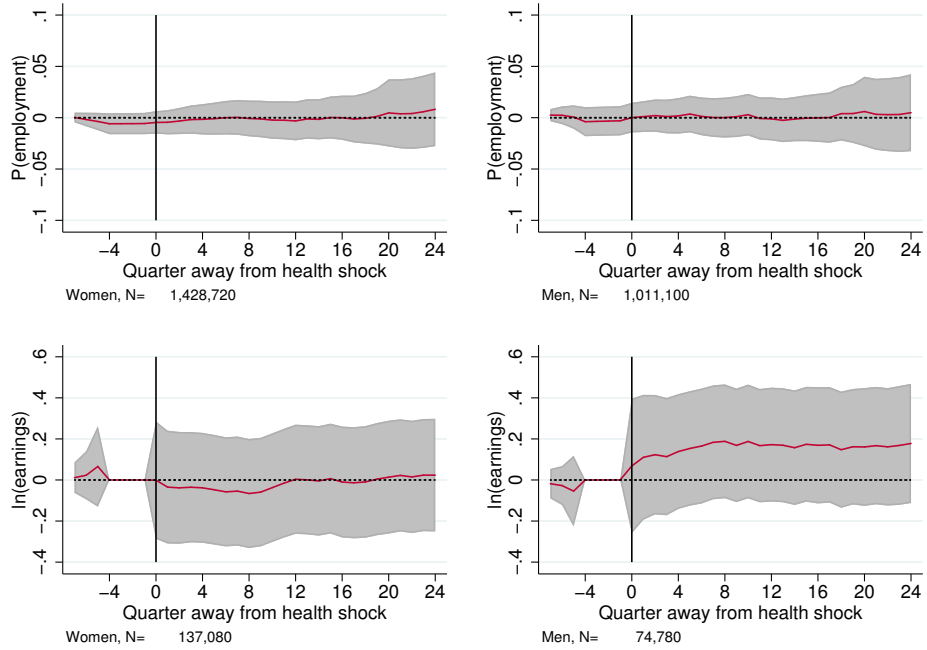 .1
.05
0
-.05
-.1
P(employment)
-4 0 4 8 12 16 20 24
Quarter away from health shock
Women, N= 1,428,720
.1
.05
0
-.05
-.1
P(employment)
-4 0 4 8 12 16 20 24
Quarter away from health shock
Men, N= 1,011,100
.6
.4
.2
0
-.2
-.4
ln(earnings)
-4 0 4 8 12 16 20 24
Quarter away from health shock
Women, N= 137,080
.6
.4
.2
0
-.2
-.4
ln(earnings)
-4 0 4 8 12 16 20 24
Quarter away from health shock
Men, N= 74,780